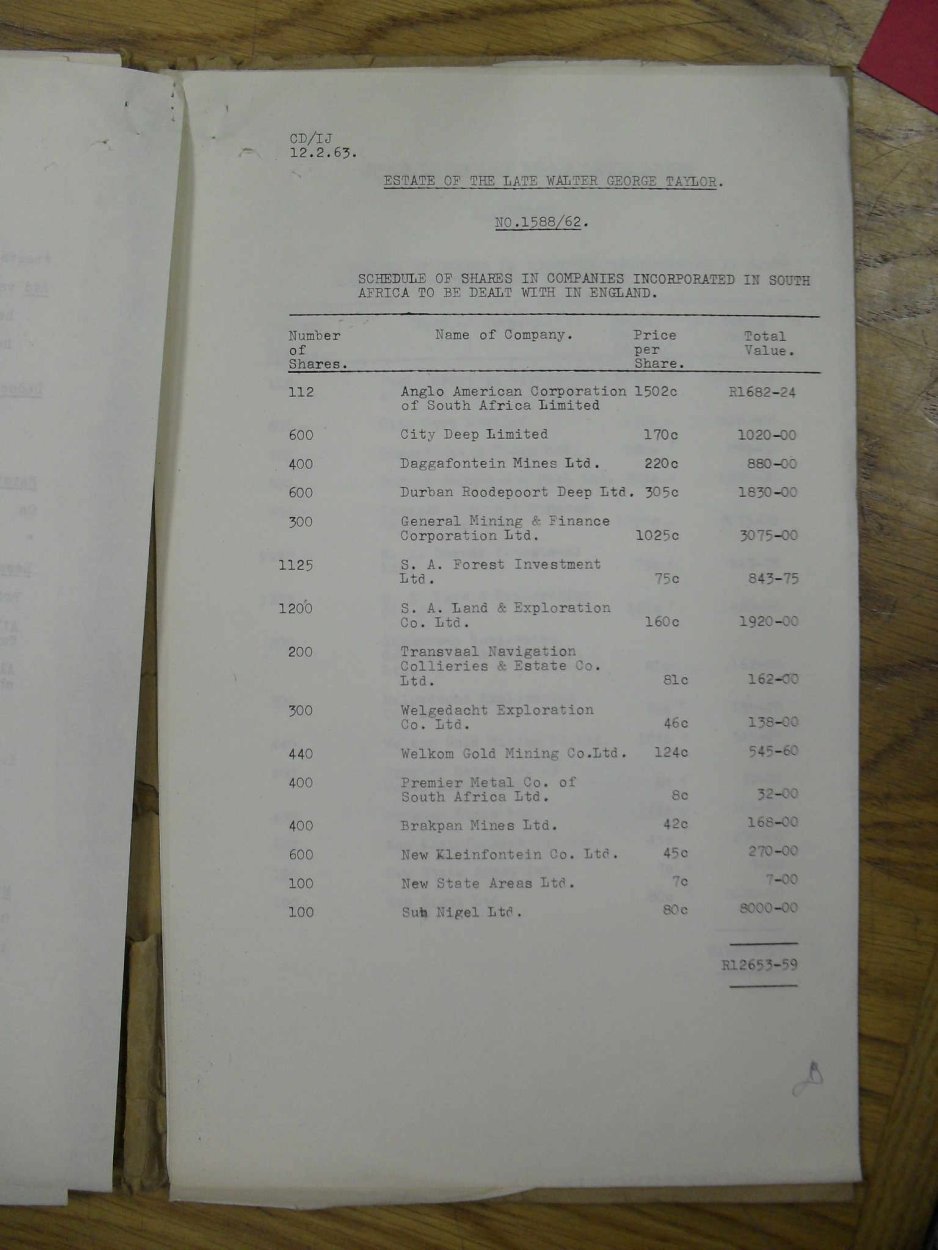 CD/IJ
12.2.63.
ESTATE OF THE LATE WALTER GEORGE TAYLOR.
NO.1588/62.
SCHEDULE OF SHARES IN COMPANIES INCORPORATED IN SOUTH
AFRICA TO BE DEALT WITH IN ENGLAND.
Number Name of Company. Price Total
of per Value.
Shares. Share.
112 Anglo American Corporation 1502c R1682-24
of South Africa Limited
600 City Deep Limited 170c 1020-00
400 Daggafontein Mines Ltd. 220c 880-00
600 Durban Roodepoort Deep Ltd. 305c 1830-00
300 General Mining & Finance
Corporation Ltd. 1025c 3075-00
1125 S. A. Forest Investment
Ltd. 75c 843-75
1200 S. A. Land & Exploration
Co. Ltd. 160c 1920-00
200 Transvaal Navigation
Collieries & Estate Co.
Ltd. 81c 162-00
300 Welgedacht Exploration
Co. Ltd. 46c 138-00
440 Welkom Gold Mining Co.Ltd. 124c 545-60
400 Premier Metal Co. of
South Africa Ltd. 8c 32-00
400 Brakpan Mines Ltd. 42c 168-00
600 New Kleinfontein Co. Ltd. 45c 270-00
100 New State Areas Ltd. 7c 7-00
100 Sub Nigel Ltd. 80c 8000-00
R12653-59